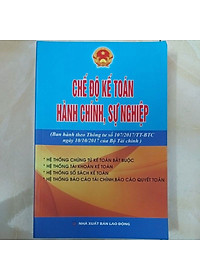 CHẾ ĐỘ KẾ TOÁN
HÀNH CHÍNH, SỰ NGHIỆP
(Ban hành theo Thông tư số 107/2017/TT-BTC
ngày 10/10/2017 của Bộ Tài chính)
* HỆ THỐNG CHỨNG TỪ KẾ TOÁN BẮT BUỘC
* HỆ THỐNG TÀI KHOẢN KẾ TOÁN
* HỆ THỐNG SỔ SÁCH KẾ TOÁN
* HỆ THỐNG BÁO CÁO TÀI CHÍNH, BÁO CÁO QUYẾT TOÁN
NHÀ XUẤT BẢN LAO ĐỘNG